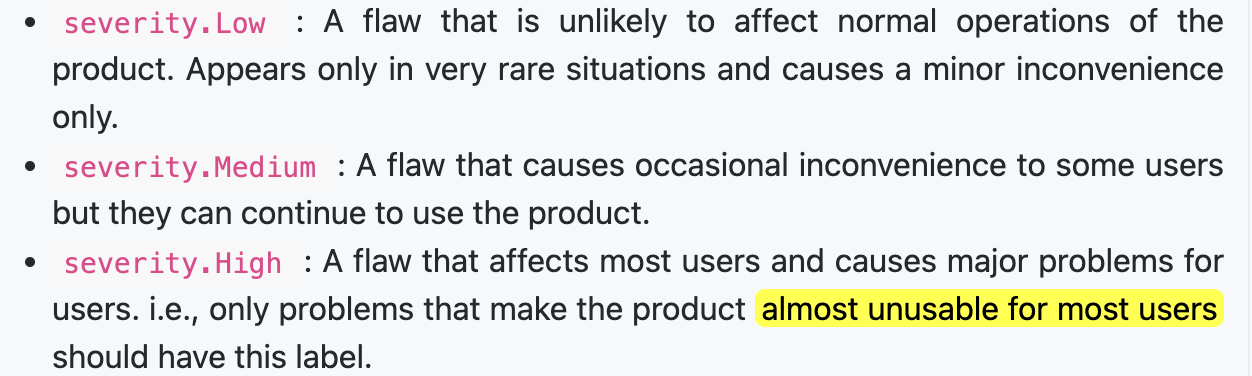 • severity.Low : A flaw that is unlikely to affect normal operations of the
product. Appears only in very rare situations and causes a minor inconvenience
only.
• severity.Medium : A flaw that causes occasional inconvenience to some users
but they can continue to use the product.
• severity.High : A flaw that affects most users and causes major problems for
users. i.e., only problems that make the product almost unusable for most users
should have this label.